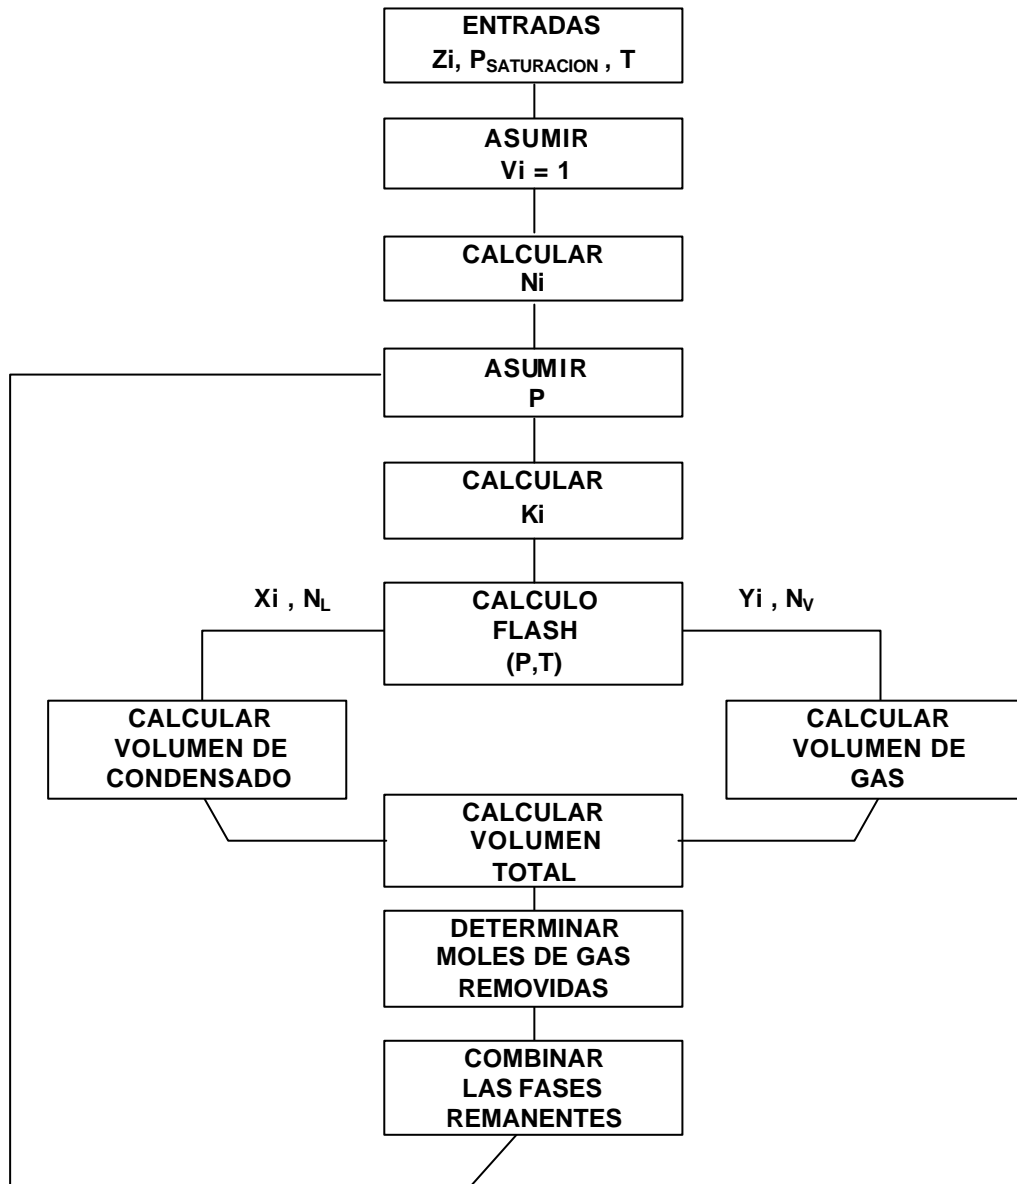 ENTRADAS
Zi, PSATURACION , T
ASUMIR
Vi = 1
CALCULAR
Ni
ASUMIR
P
CALCULAR
Ki
Xi , NL
CALCULO
FLASH
(P,T)
Yi , NV
CALCULAR
VOLUMEN DE
CONDENSADO
CALCULAR
VOLUMEN DE
GAS
CALCULAR
VOLUMEN
TOTAL
DETERMINAR
MOLES DE GAS
REMOVIDAS
COMBINAR
LAS FASES
REMANENTES